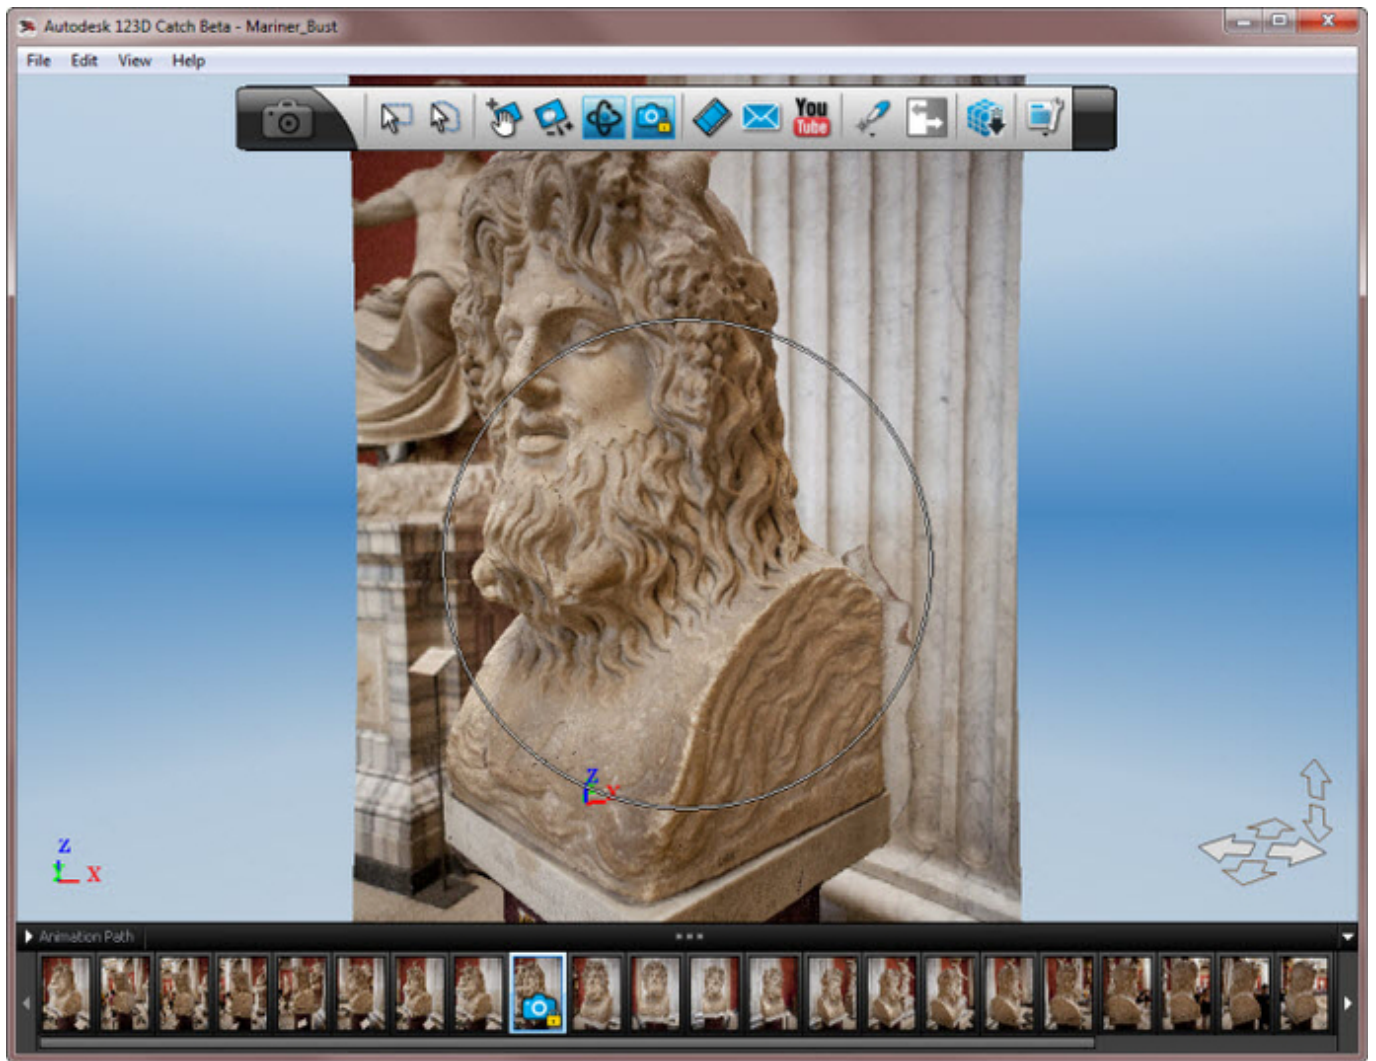 Autodesk 123D Catch Beta - Mariner_Bust
File Edit View Help
You
Tube
Z
X
Z
X
Animation Path